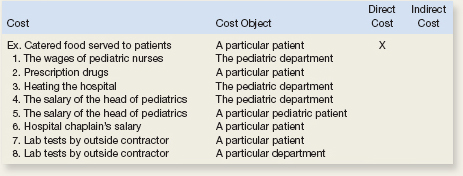 Direct Indirect
Cost Cost Object Cost Cost
Ex. Catered food served to patients A particular patient X
1. The wages of pediatric nurses The pediatric department
2. Prescription drugs A particular patient
3. Heating the hospital The pediatric department
4. The salary of the head of pediatrics The pediatric department
5. The salary of the head of pediatrics A particular pediatric patient
6. Hospital chaplain's salary A particular patient
7. Lab tests by outside contractor A particular patient
8. Lab tests by outside contractor A particular department